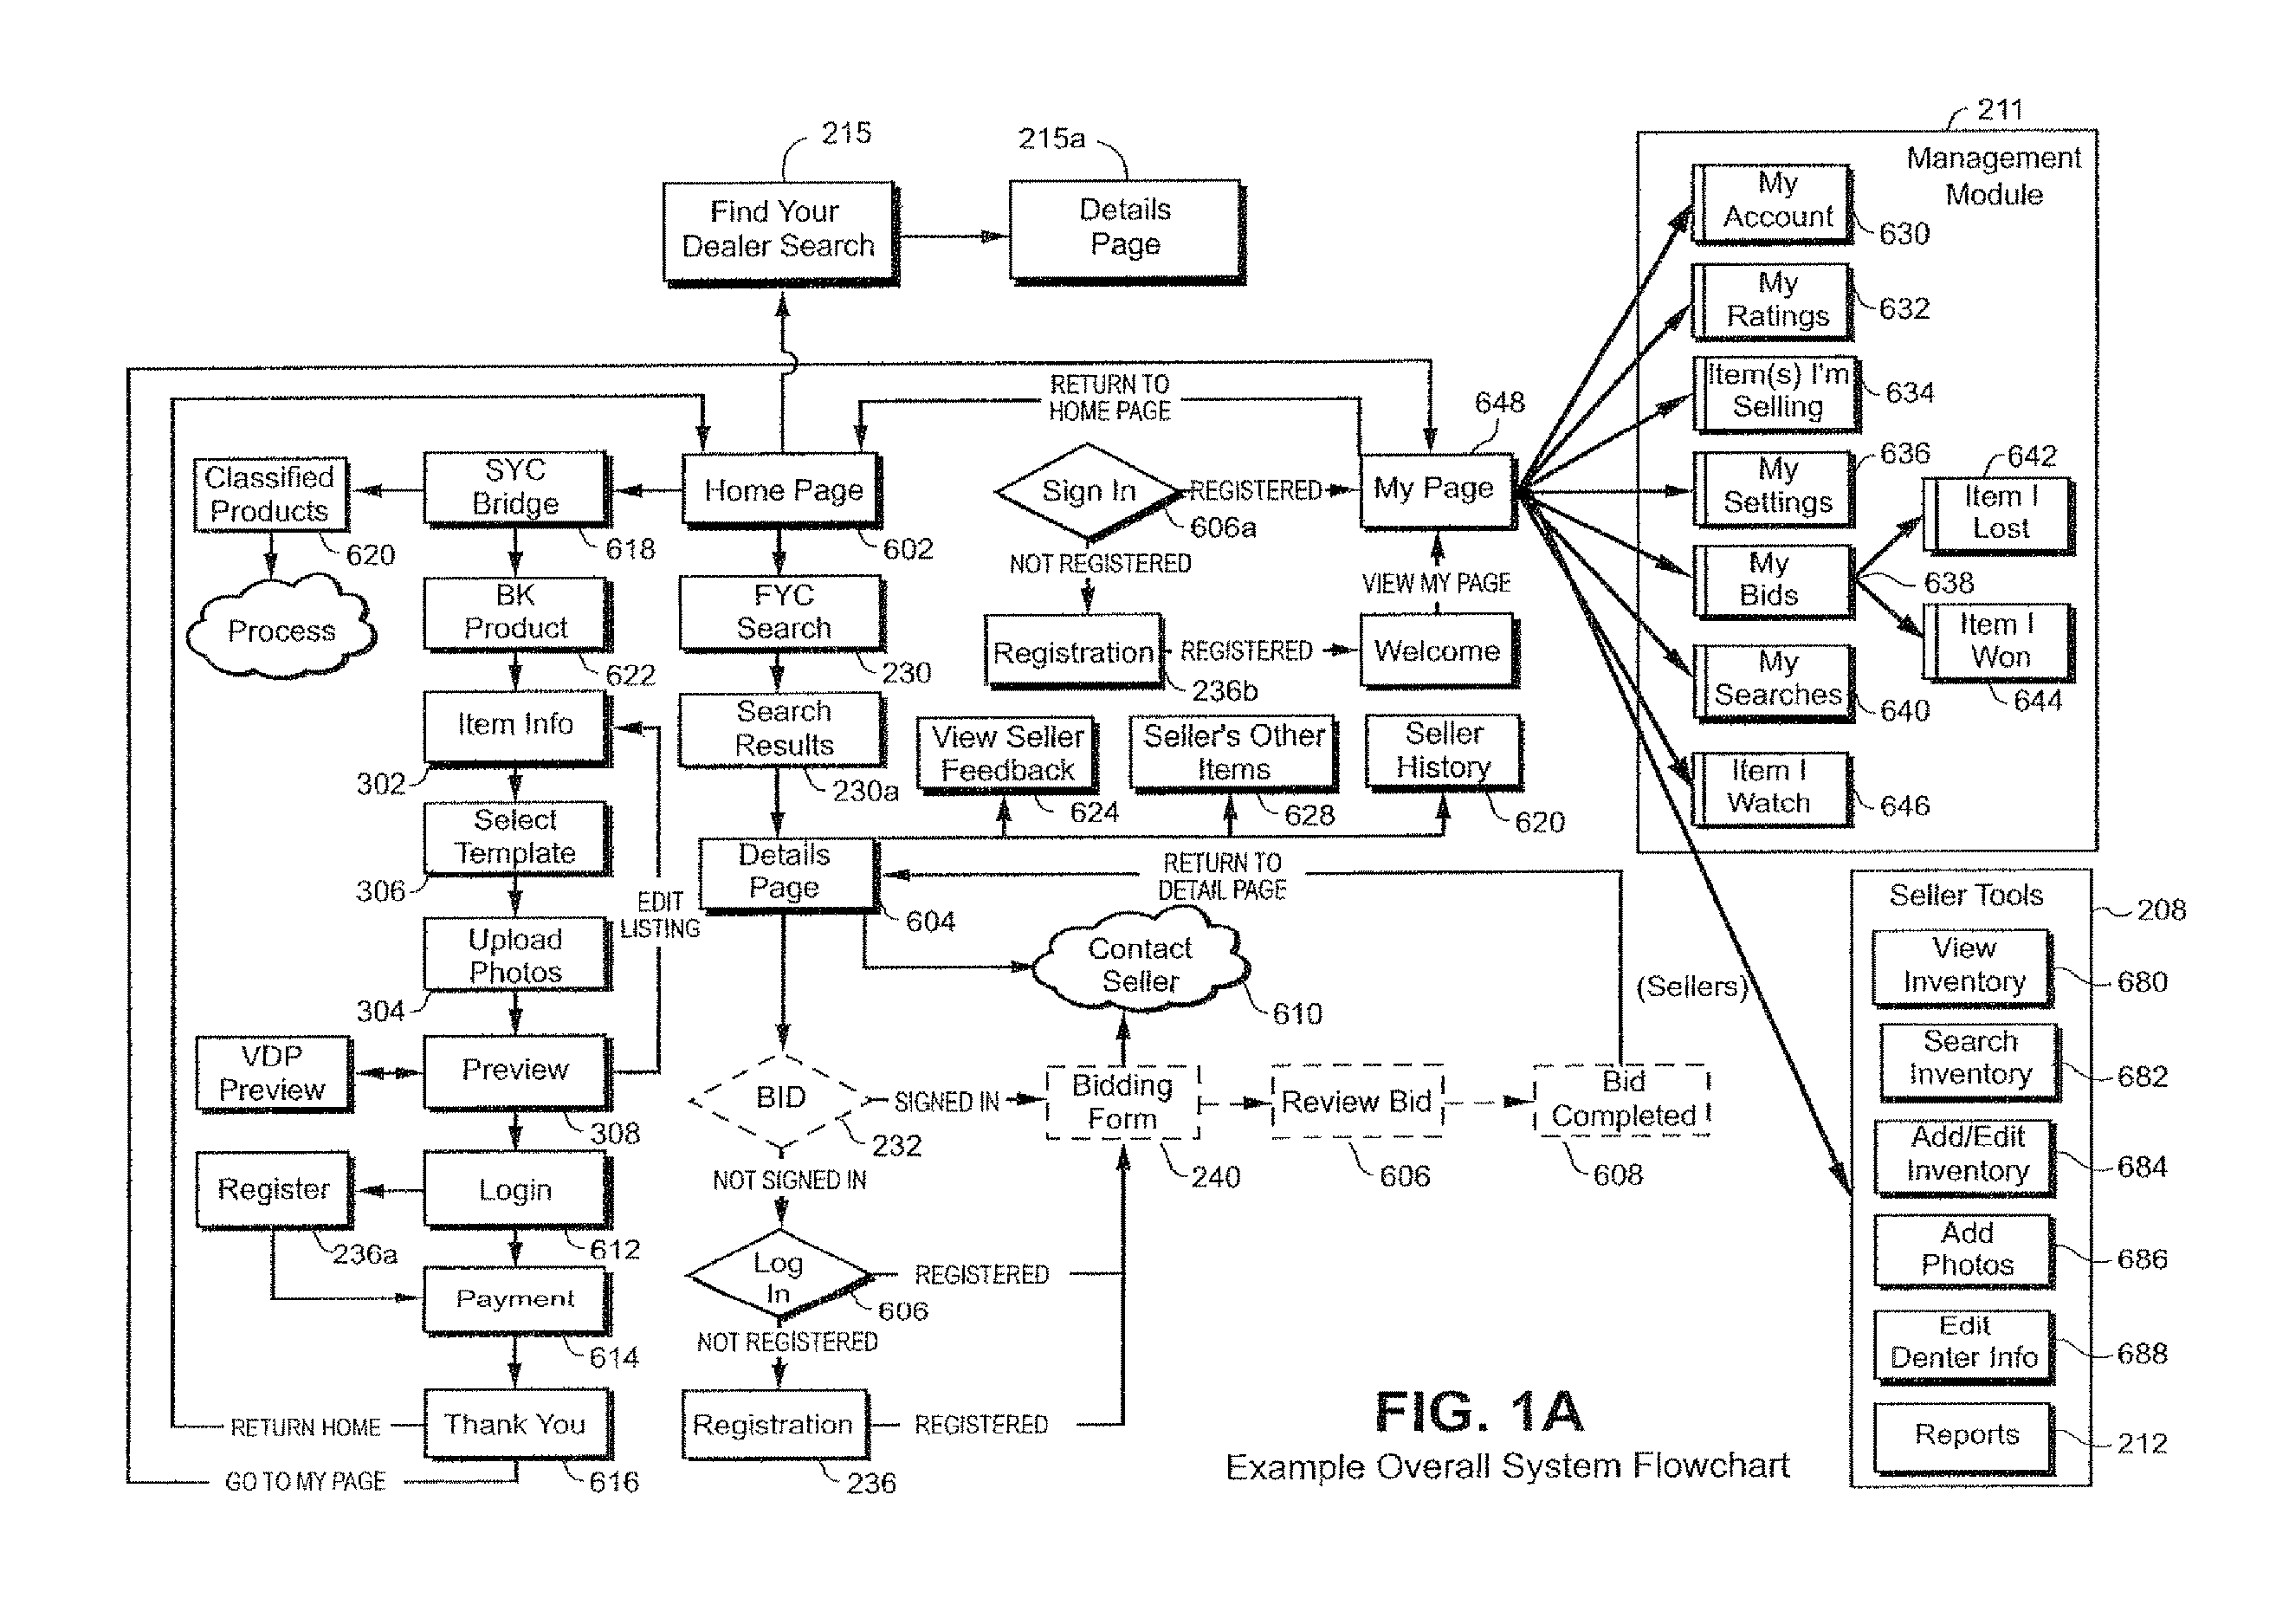 215
215a
211
Management
Module
Find Your
Dealer Search
Details
Page
My
Account
630
My
Ratings
632
Item(s) I'm
Selling
634
RETURN TO
HOME PAGE
648
636
642
Classified
Products
620
SYC
Bridge
618
Home Page
602
Sign In
606a
REGISTERED
My Page
My
Settings
Item I
Lost
NOT REGISTERED
VIEW MY PAGE
My
Bids
638
Process
BK
Product
622
FYC
Search
230
Registration
236b
REGISTERED
Welcome
Item I
Won
644
My
Searches
640
Item Info
302
Search
Results
230a
View Seller
Feedback
624
Seller's Other
Items
628
Seller
History
620
Item I
Watch
646
Select
Template
306
Details
Page
604
RETURN TO
DETAIL PAGE
EDIT
LISTING
Seller Tools
208
Upload
Photos
304
Contact
Seller
610
(Sellers)
View
Inventory
680
VDP
Preview
Preview
308
BID
232
SIGNED IN
Bidding
Form
240
Review Bid
606
Bid
Completed
608
Search
Inventory
682
Add/Edit
Inventory
684
Register
236a
Login
612
NOT SIGNED IN
Add
Photos
686
Payment
614
Log
In
606
REGISTERED
Edit
Denter Info
688
NOT REGISTERED
RETURN HOME
Thank You
616
Registration
236
REGISTERED
Reports
212
GO TO MY PAGE
FIG. 1A
Example Overall System Flowchart